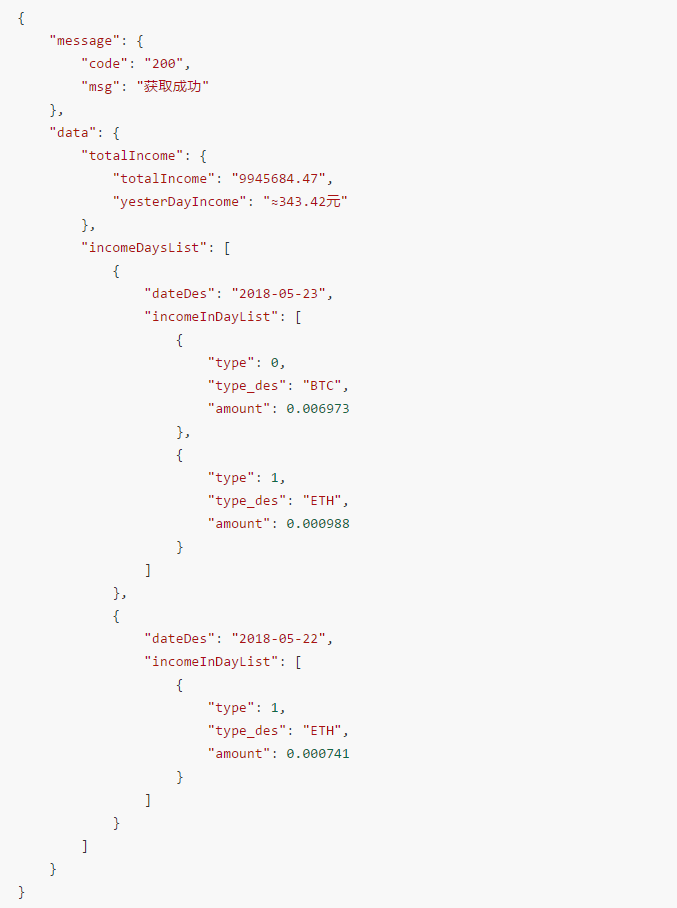 {
    "message": {
        "code": "200",
        "msg": "获取成功"
    },
    "data": {
        "totalIncome": {
            "totalIncome": "9945684.47",
            "yesterDayIncome": "≈343.42元"
        },
        "incomeDaysList": [
            {
                "dateDes": "2018-05-23",
                "incomeInDayList": [
                    {
                        "type": 0,
                        "type_des": "BTC",
                        "amount": 0.006973
                    },
                    {
                        "type": 1,
                        "type_des": "ETH",
                        "amount": 0.000988
                    }
                ]
            },
            {
                "dateDes": "2018-05-22",
                "incomeInDayList": [
                    {
                        "type": 1,
                        "type_des": "ETH",
                        "amount": 0.000741
                    }
                ]
            }
        ]
    }
}